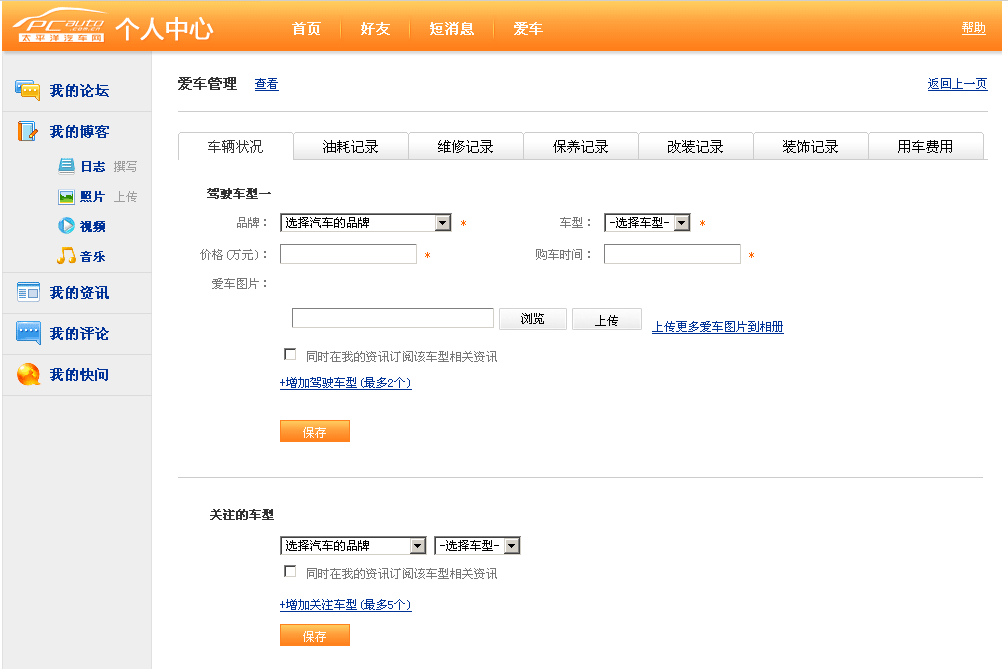 PCauto 个人中心 首页 好友 短消息 爱车 帮助
太平洋汽车网
我的论坛
我的博客
日志 撰写
照片 上传
视频
音乐
我的资讯
我的评论
我的快问
爱车管理 查看 返回上一页
车辆状况 油耗记录 维修记录 保养记录 改装记录 装饰记录 用车费用
驾驶车型一
品牌： 选择汽车的品牌 * 车型： -选择车型- *
价格(万元)： * 购车时间： *
爱车图片：
浏览 上传 上传更多爱车图片到相册
同时在我的资讯订阅该车型相关资讯
+增加驾驶车型(最多2个)
保存
关注的车型
选择汽车的品牌 -选择车型-
同时在我的资讯订阅该车型相关资讯
+增加关注车型(最多5个)
保存